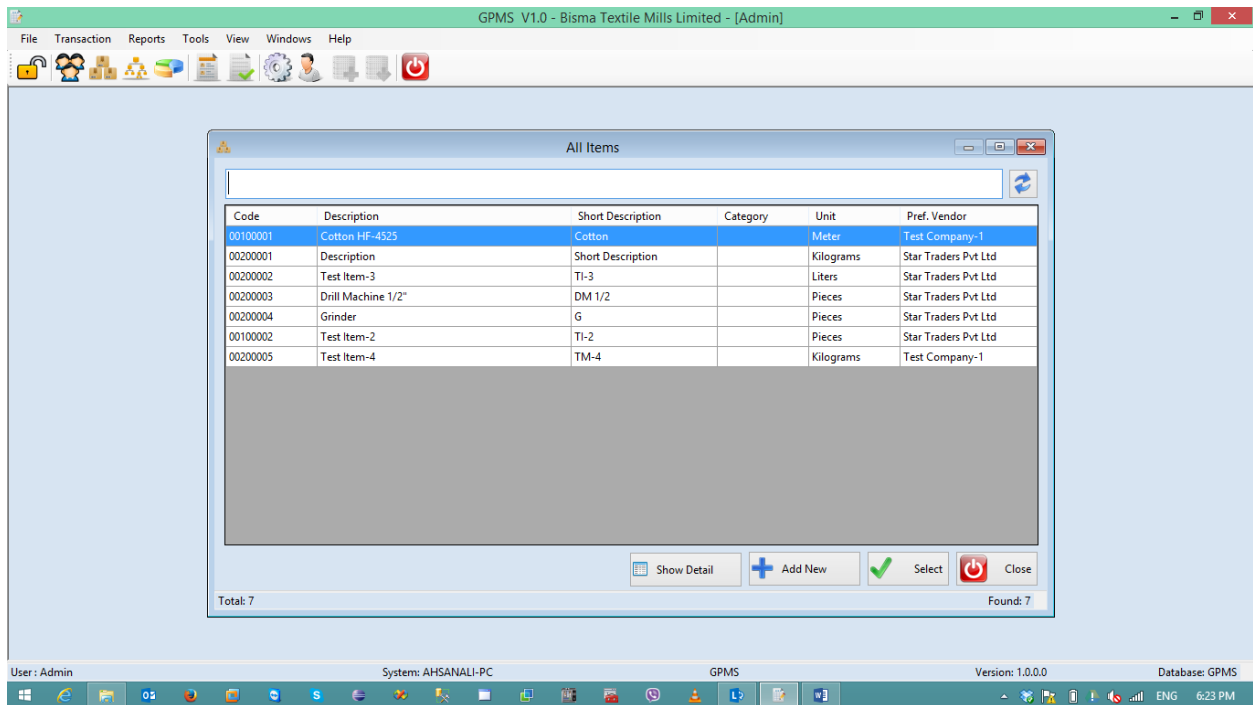 GPMS V1.0 - Bisma Textile Mills Limited - [Admin]
File Transaction Reports Tools View Windows Help
All Items
Code Description Short Description Category Unit Pref. Vendor
00100001 Cotton HF-4525 Cotton Meter Test Company-1
00200001 Description Short Description Kilograms Star Traders Pvt Ltd
00200002 Test Item-3 TI-3 Liters Star Traders Pvt Ltd
00200003 Drill Machine 1/2" DM 1/2 Pieces Star Traders Pvt Ltd
00200004 Grinder G Pieces Star Traders Pvt Ltd
00100002 Test Item-2 TI-2 Pieces Star Traders Pvt Ltd
00200005 Test Item-4 TM-4 Kilograms Test Company-1
Show Detail Add New Select Close
Total: 7 Found: 7
User : Admin System: AHSANALI-PC GPMS Version: 1.0.0.0 Database: GPMS
ENG 6:23 PM